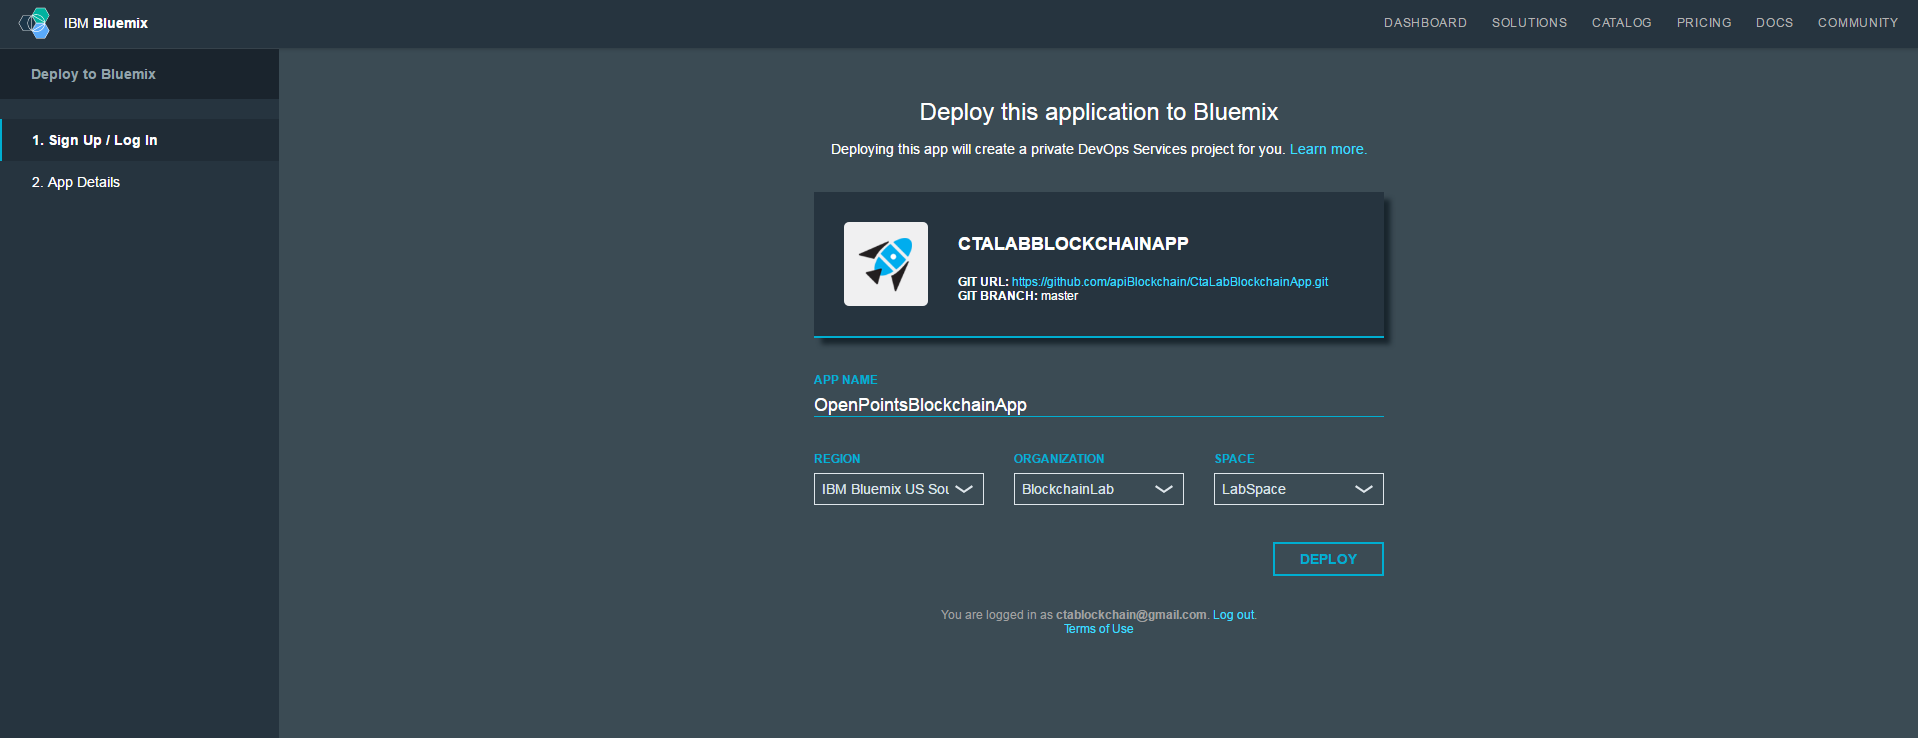 IBM Bluemix
DASHBOARD SOLUTIONS CATALOG PRICING DOCS COMMUNITY
Deploy to Bluemix
1. Sign Up / Log In
2. App Details
Deploy this application to Bluemix
Deploying this app will create a private DevOps Services project for you. Learn more.
CTALABBLOCKCHAINAPP
GIT URL: https://github.com/apiBlockchain/CtaLabBlockchainApp.git
GIT BRANCH: master
APP NAME
OpenPointsBlockchainApp
REGION ORGANIZATION SPACE
IBM Bluemix US Sou BlockchainLab LabSpace
DEPLOY
You are logged in as ctablockchain@gmail.com. Log out.
Terms of Use